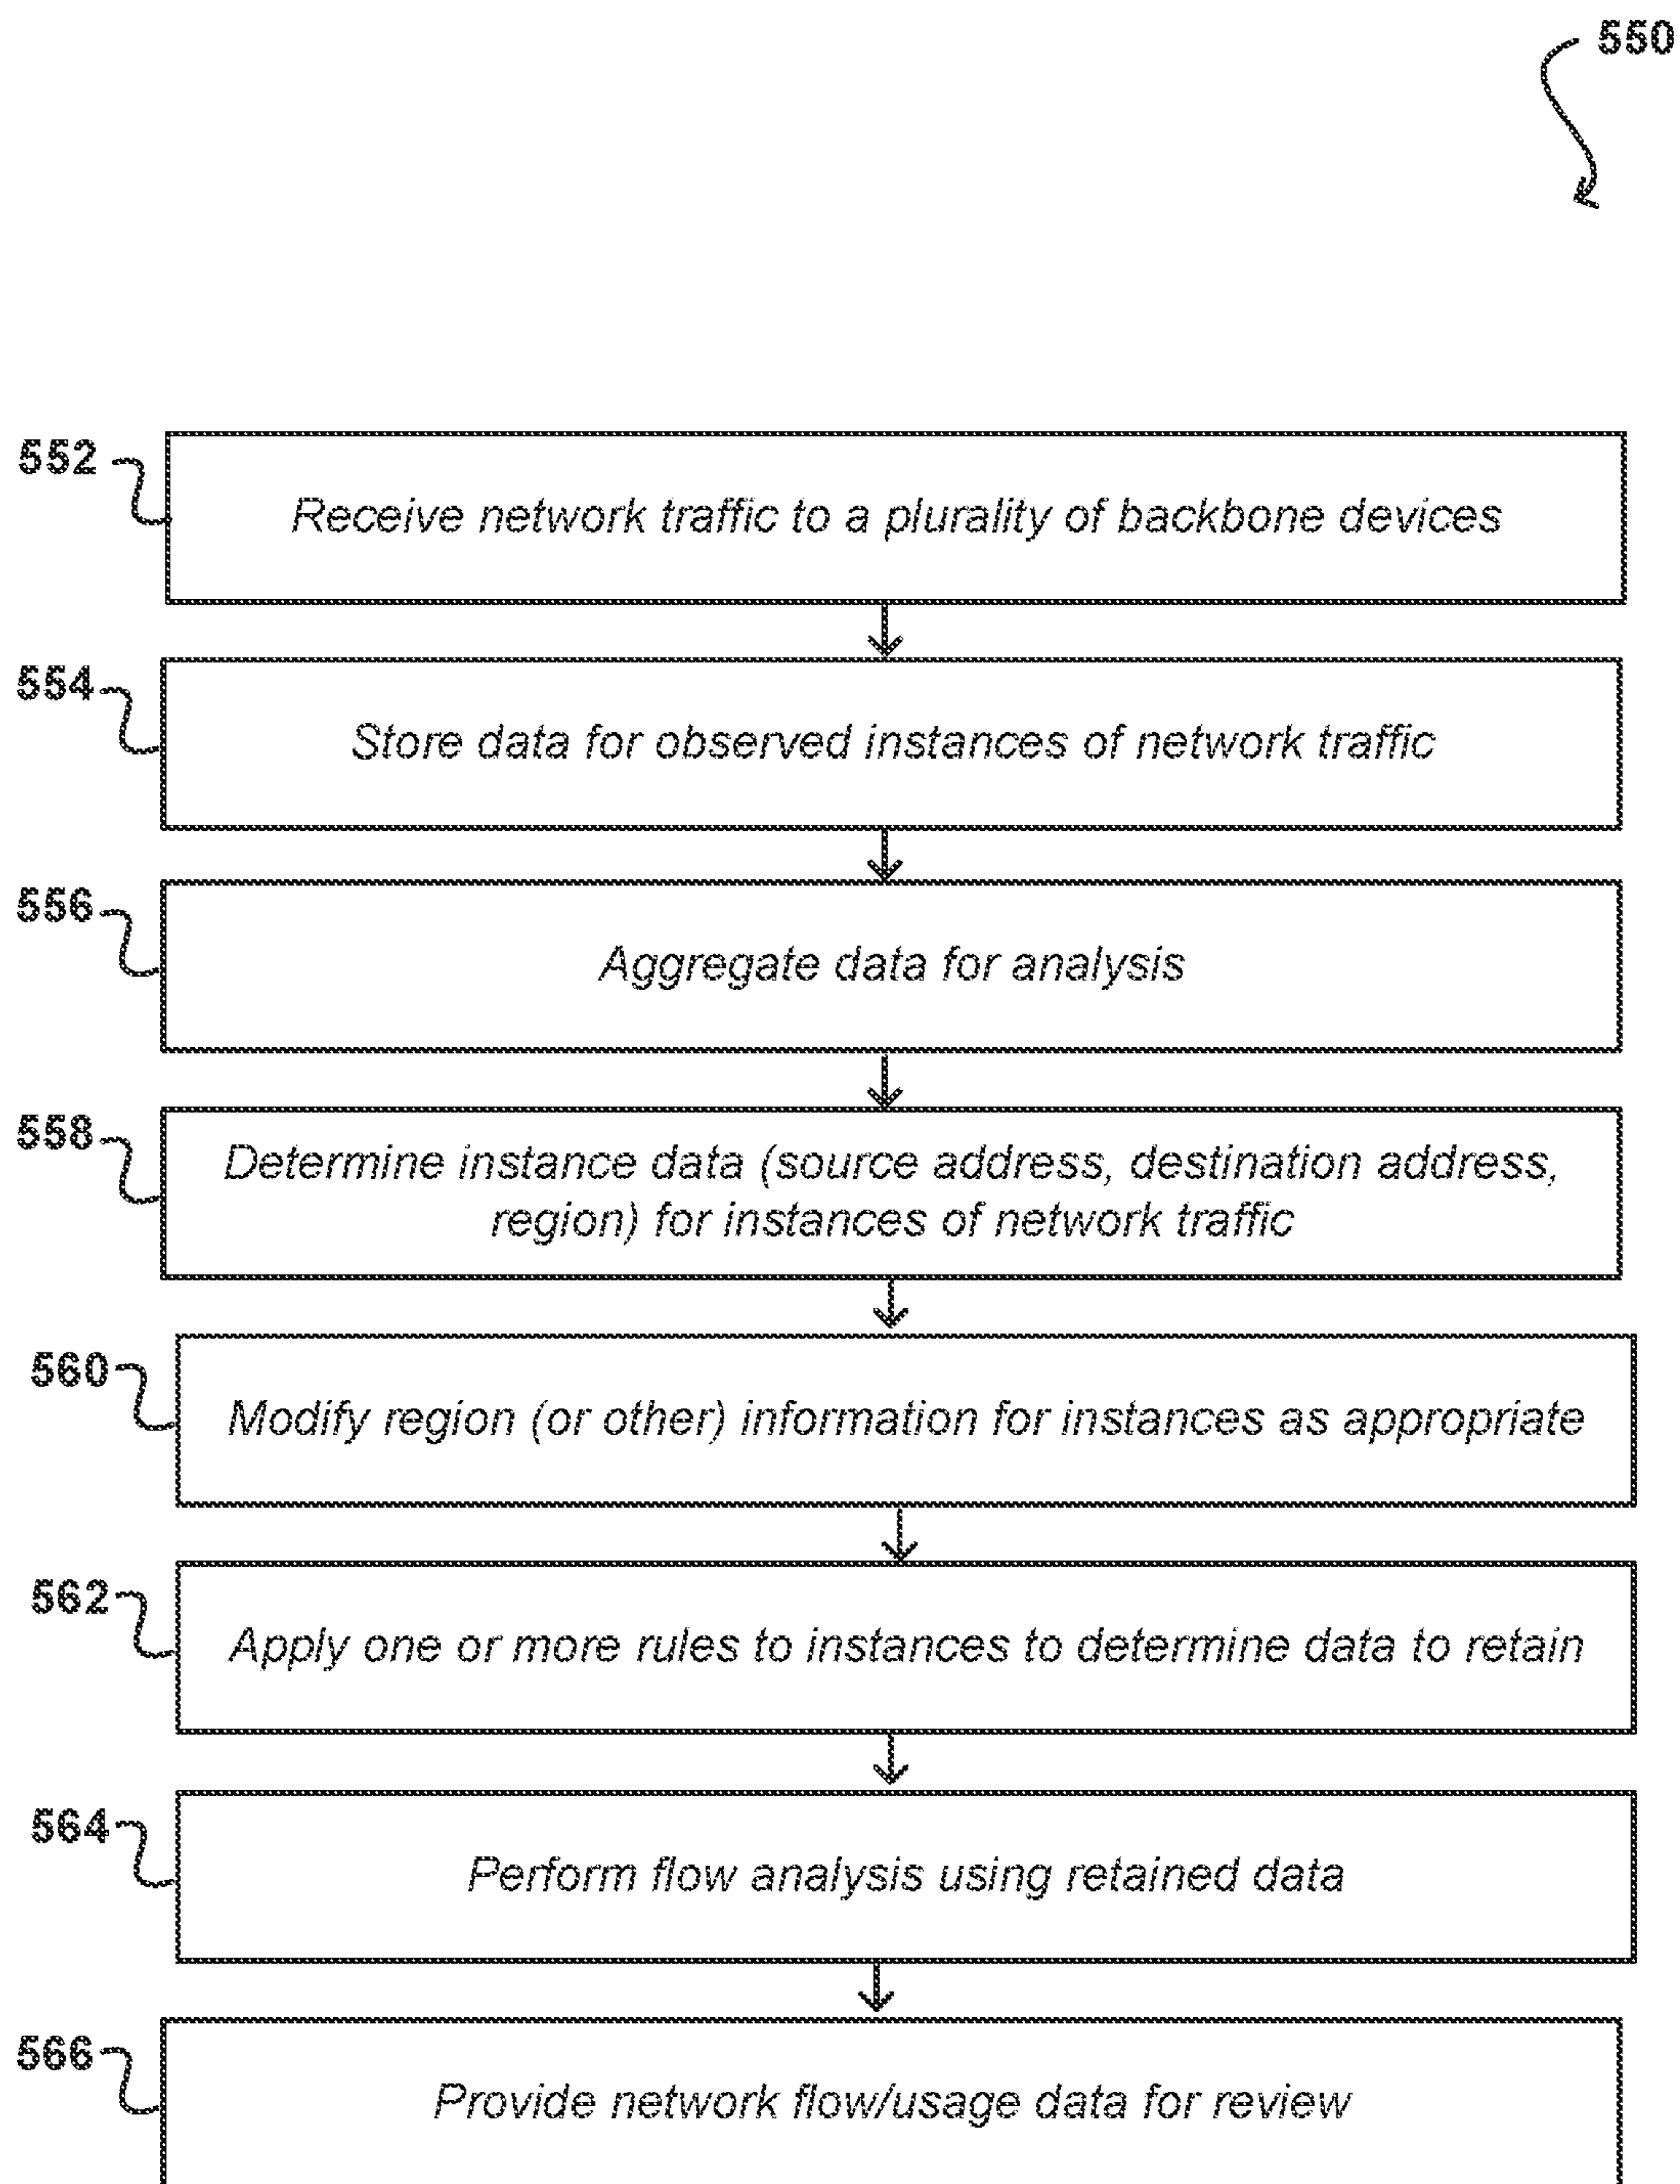 550
552
Receive network traffic to a plurality of backbone devices
554
Store data for observed instances of network traffic
556
Aggregate data for analysis
558
Determine instance data (source address, destination address,
region) for instances of network traffic
560
Modify region (or other) information for instances as appropriate
562
Apply one or more rules to instances to determine data to retain
564
Perform flow analysis using retained data
566
Provide network flow/usage data for review